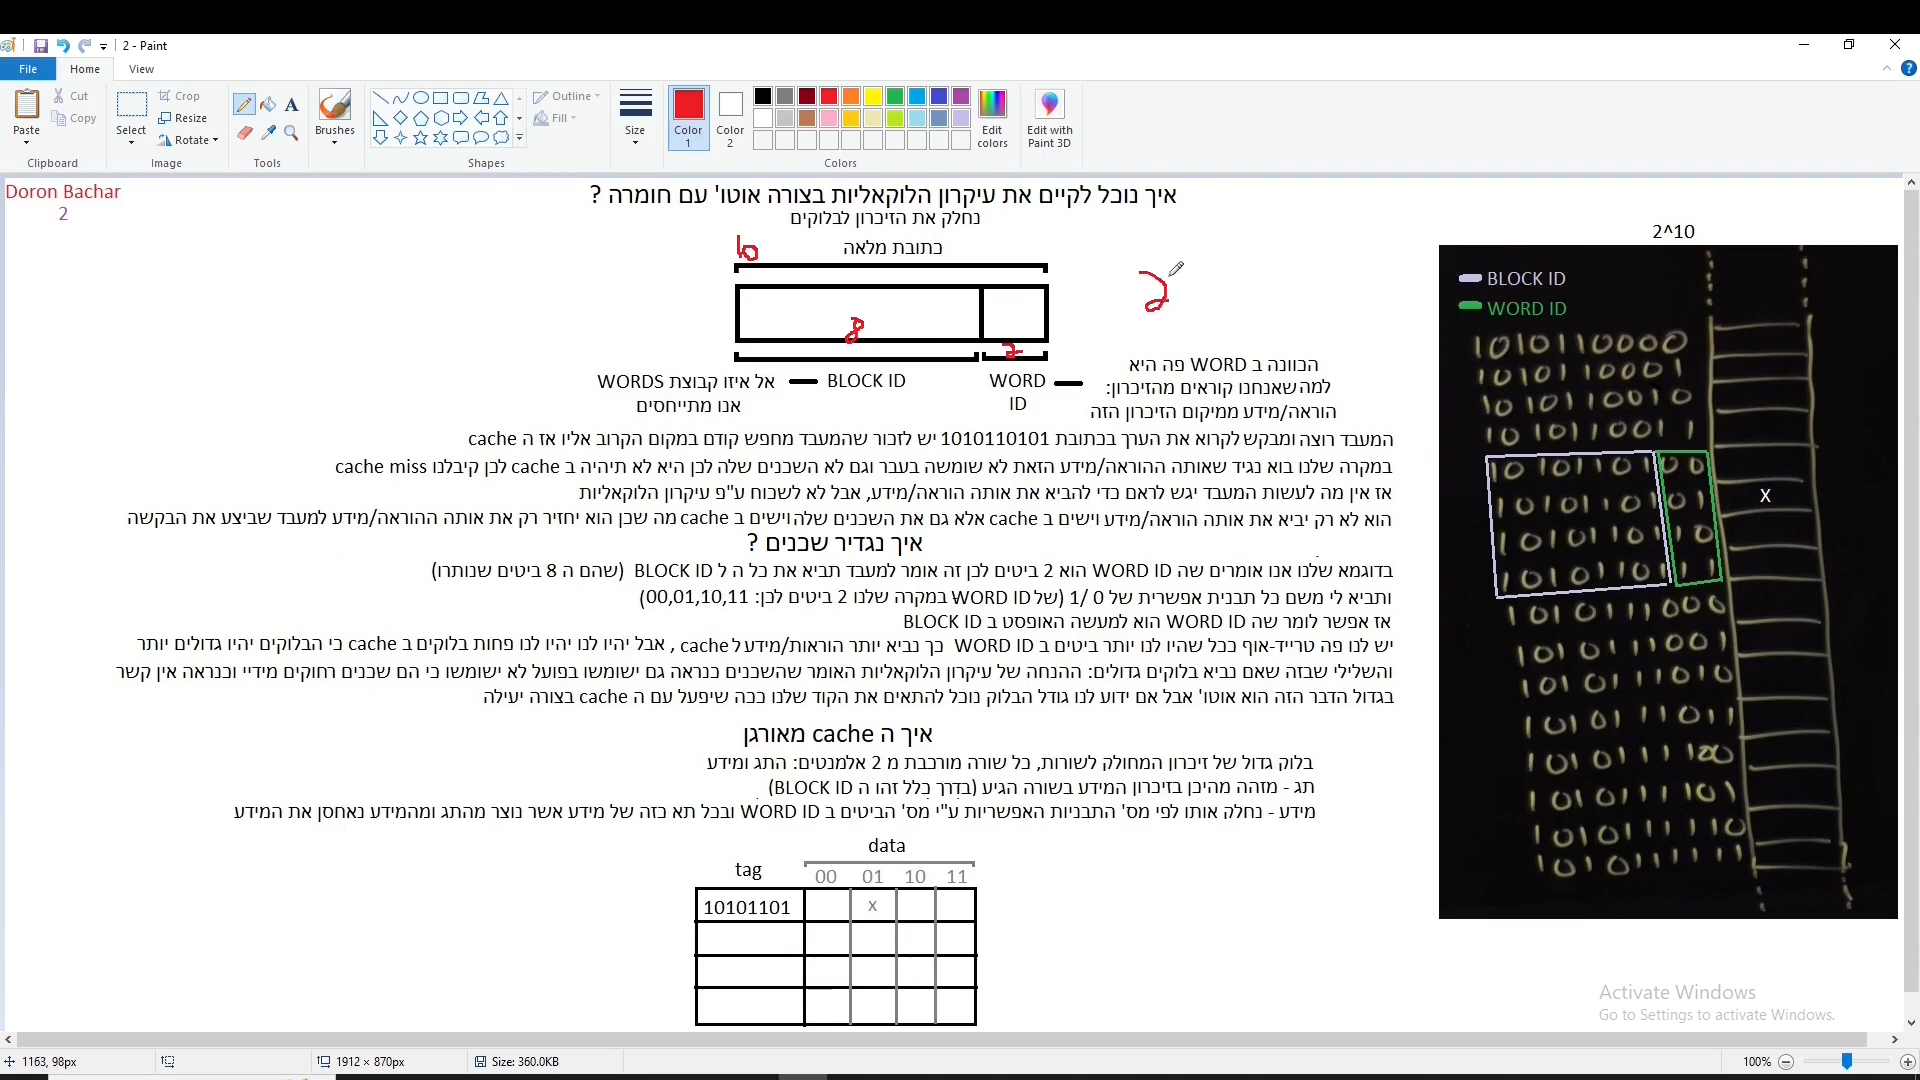 2 - Paint
File Home View
Paste Cut Copy Clipboard
Select Crop Resize Rotate Image
Tools
Brushes
Outline Fill Shapes
Size
Color 1 Color 2 Edit colors Colors
Edit with Paint 3D
Doron Bachar
2
איך נוכל לקיים את עיקרון הלוקאליות בצורה אוטו' עם חומרה ?
נחלק את הזיכרון לבלוקים
כתובת מלאה
10
8
2
2
BLOCK ID — אל איזו קבוצת WORDS
אנו מתייחסים
WORD ID —
הכוונה ב WORD פה היא
למה שאנחנו קוראים מהזיכרון:
הוראה/מידע ממיקום הזיכרון הזה
המעבד רוצה ומבקש לקרוא את הערך בכתובת 1010110101 יש לזכור שהמעבד מחפש קודם במקום הקרוב אליו אז ה cache
במקרה שלנו בוא נגיד שאותה ההוראה/מידע הזאת לא שומשה בעבר וגם לא השכנים שלה לכן היא לא תיהיה ב cache לכן קיבלנו cache miss
אז אין מה לעשות המעבד יגש לראם כדי להביא את אותה הוראה/מידע, אבל לא לשכוח ע"פ עיקרון הלוקאליות
הוא לא רק יביא את אותה הוראה/מידע וישים ב cache אלא גם את השכנים שלה וישים ב cache מה שכן הוא יחזיר רק את אותה ההוראה/מידע למעבד שביצע את הבקשה
איך נגדיר שכנים ?
בדוגמא שלנו אנו אומרים שה WORD ID הוא 2 ביטים לכן זה אומר למעבד תביא את כל ה ל BLOCK ID (שהם ה 8 ביטים שנותרו)
ותביא לי משם כל תבנית אפשרית של 0 /1 (של WORD ID במקרה שלנו 2 ביטים לכן: 00,01,10,11)
אז אפשר לומר שה WORD ID הוא למעשה האופסט ב BLOCK ID
יש לנו פה טרייד-אוף ככל שהיו לנו יותר ביטים ב WORD ID כך נביא יותר הוראות/מידע ל cache , אבל יהיו לנו יהיו לנו פחות בלוקים ב cache כי הבלוקים יהיו גדולים יותר
והשלילי שבזה שאם נביא בלוקים גדולים: ההנחה של עיקרון הלוקאליות האומר שהשכנים כנראה גם ישומשו בפועל לא ישומשו כי הם שכנים רחוקים מידיי וכנראה אין קשר
בגדול הדבר הזה הוא אוטו' אבל אם ידוע לנו גודל הבלוק נוכל להתאים את הקוד שלנו ככה שיפעל עם ה cache בצורה יעילה
איך ה cache מאורגן
בלוק גדול של זיכרון המחולק לשורות, כל שורה מורכבת מ 2 אלמנטים: התג ומידע
תג - מזהה מהיכן בזיכרון המידע בשורה הגיע (בדרך כלל זהו ה BLOCK ID)
מידע - נחלק אותו לפי מס' התבניות האפשריות ע"י מס' הביטים ב WORD ID ובכל תא כזה של מידע אשר נוצר מהתג ומהמידע נאחסן את המידע
data
tag 00 01 10 11
10101101 x
2^10
BLOCK ID
WORD ID
1010110000
1010110001
1010110010
1010110011
1010110100
1010110101 X
1010110110
1010110111
1010111000
1010111001
1010111010
1010111011
1010111100
1010111101
1010111110
1010111111
Activate Windows
Go to Settings to activate Windows.
1163, 98px 1912 × 870px Size: 360.0KB 100%